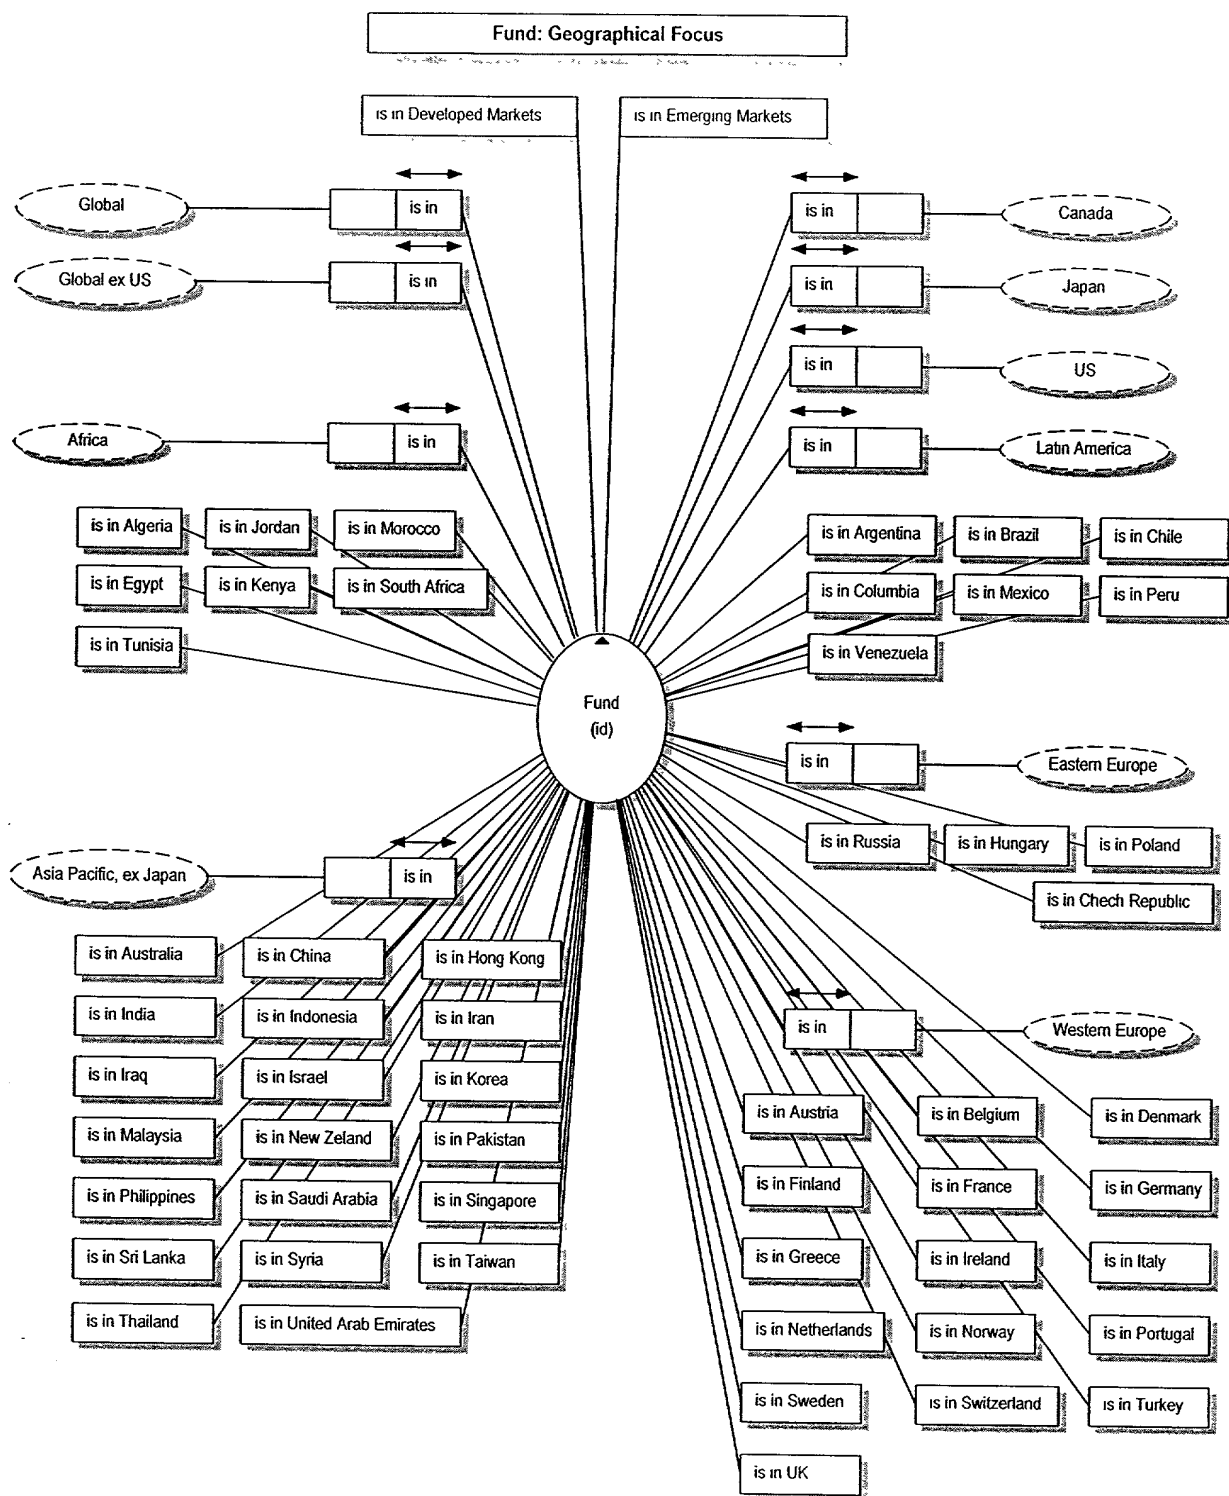 Fund: Geographical Focus
is in Developed Markets
is in Emerging Markets
Global
is in
is in
Canada
Global ex US
is in
is in
Japan
is in
US
Africa
is in
is in
Latin America
is in Algeria
is in Jordan
is in Morocco
is in Argentina
is in Brazil
is in Chile
is in Egypt
is in Kenya
is in South Africa
is in Columbia
is in Mexico
is in Peru
is in Tunisia
is in Venezuela
Fund
(id)
is in
Eastern Europe
is in Russia
is in Hungary
is in Poland
is in Chech Republic
Asia Pacific, ex Japan
is in
is in Australia
is in China
is in Hong Kong
is in India
is in Indonesia
is in Iran
is in
Western Europe
is in Iraq
is in Israel
is in Korea
is in Malaysia
is in New Zeland
is in Pakistan
is in Austria
is in Belgium
is in Denmark
is in Philippines
is in Saudi Arabia
is in Singapore
is in Finland
is in France
is in Germany
is in Sri Lanka
is in Syria
is in Taiwan
is in Greece
is in Ireland
is in Italy
is in Thailand
is in United Arab Emirates
is in Netherlands
is in Norway
is in Portugal
is in Sweden
is in Switzerland
is in Turkey
is in UK